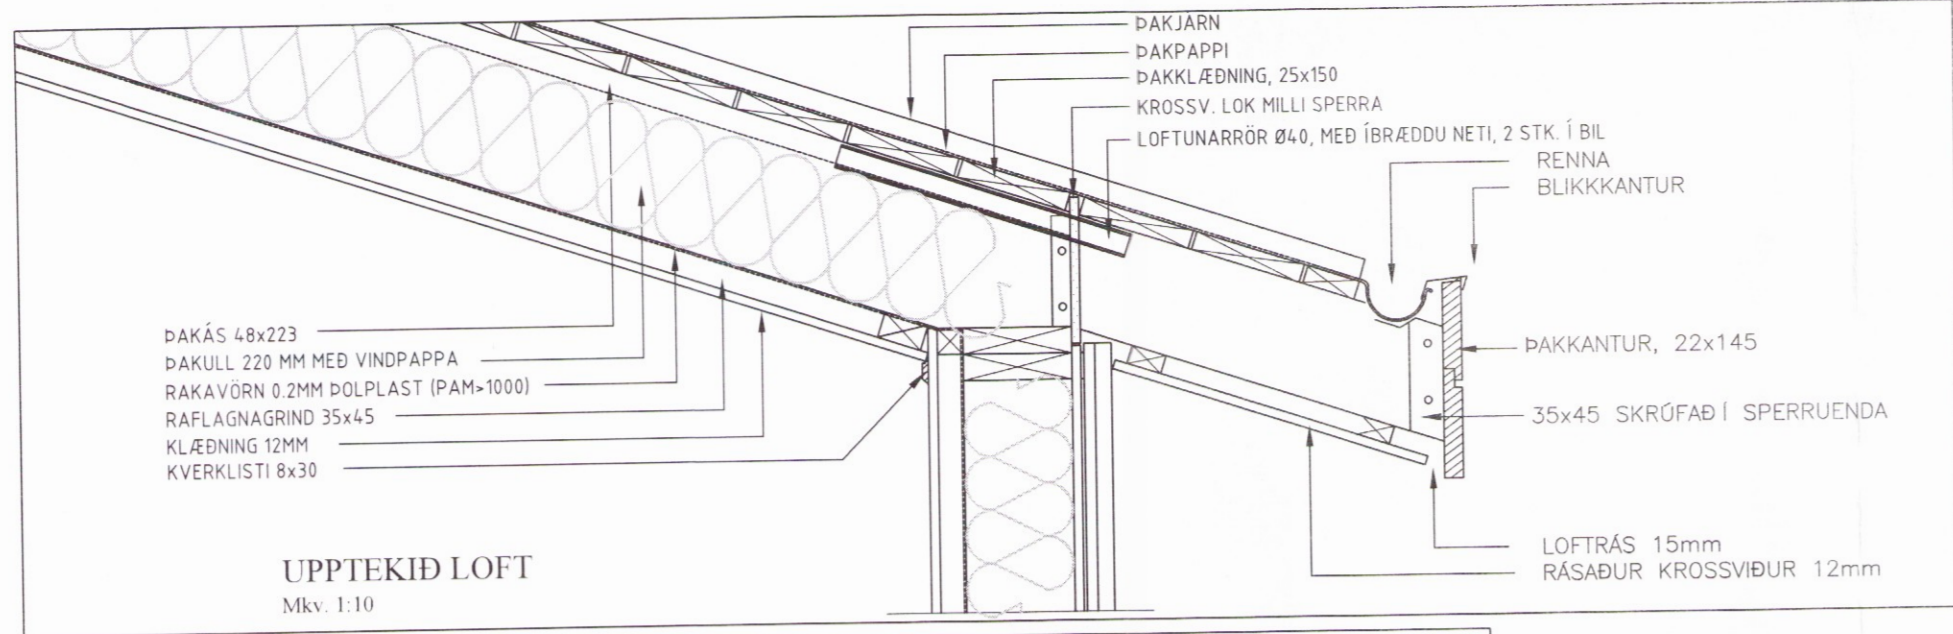 ÞAKJÁRN
ÞAKPAPPI
ÞAKKLÆÐNING, 25x150
KROSSV. LOK MILLI SPERRA
LOFTUNARRÖR Ø40, MEÐ ÍBRÆDDU NETI, 2 STK. Í BIL
RENNA
BLIKKKANTUR
ÞAKÁS 48x223
ÞAKULL 220 MM MEÐ VINDPAPPA
RAKAVÖRN 0.2MM ÞOLPLAST (PAM>1000)
RAFLAGNAGRIND 35x45
KLÆÐNING 12MM
KVERKLISTI 8x30
ÞAKKANTUR, 22x145
35x45 SKRÚFAÐ Í SPERRUENDA
LOFTRÁS 15mm
RÁSAÐUR KROSSVIÐUR 12mm
UPPTEKIÐ LOFT
Mkv. 1:10